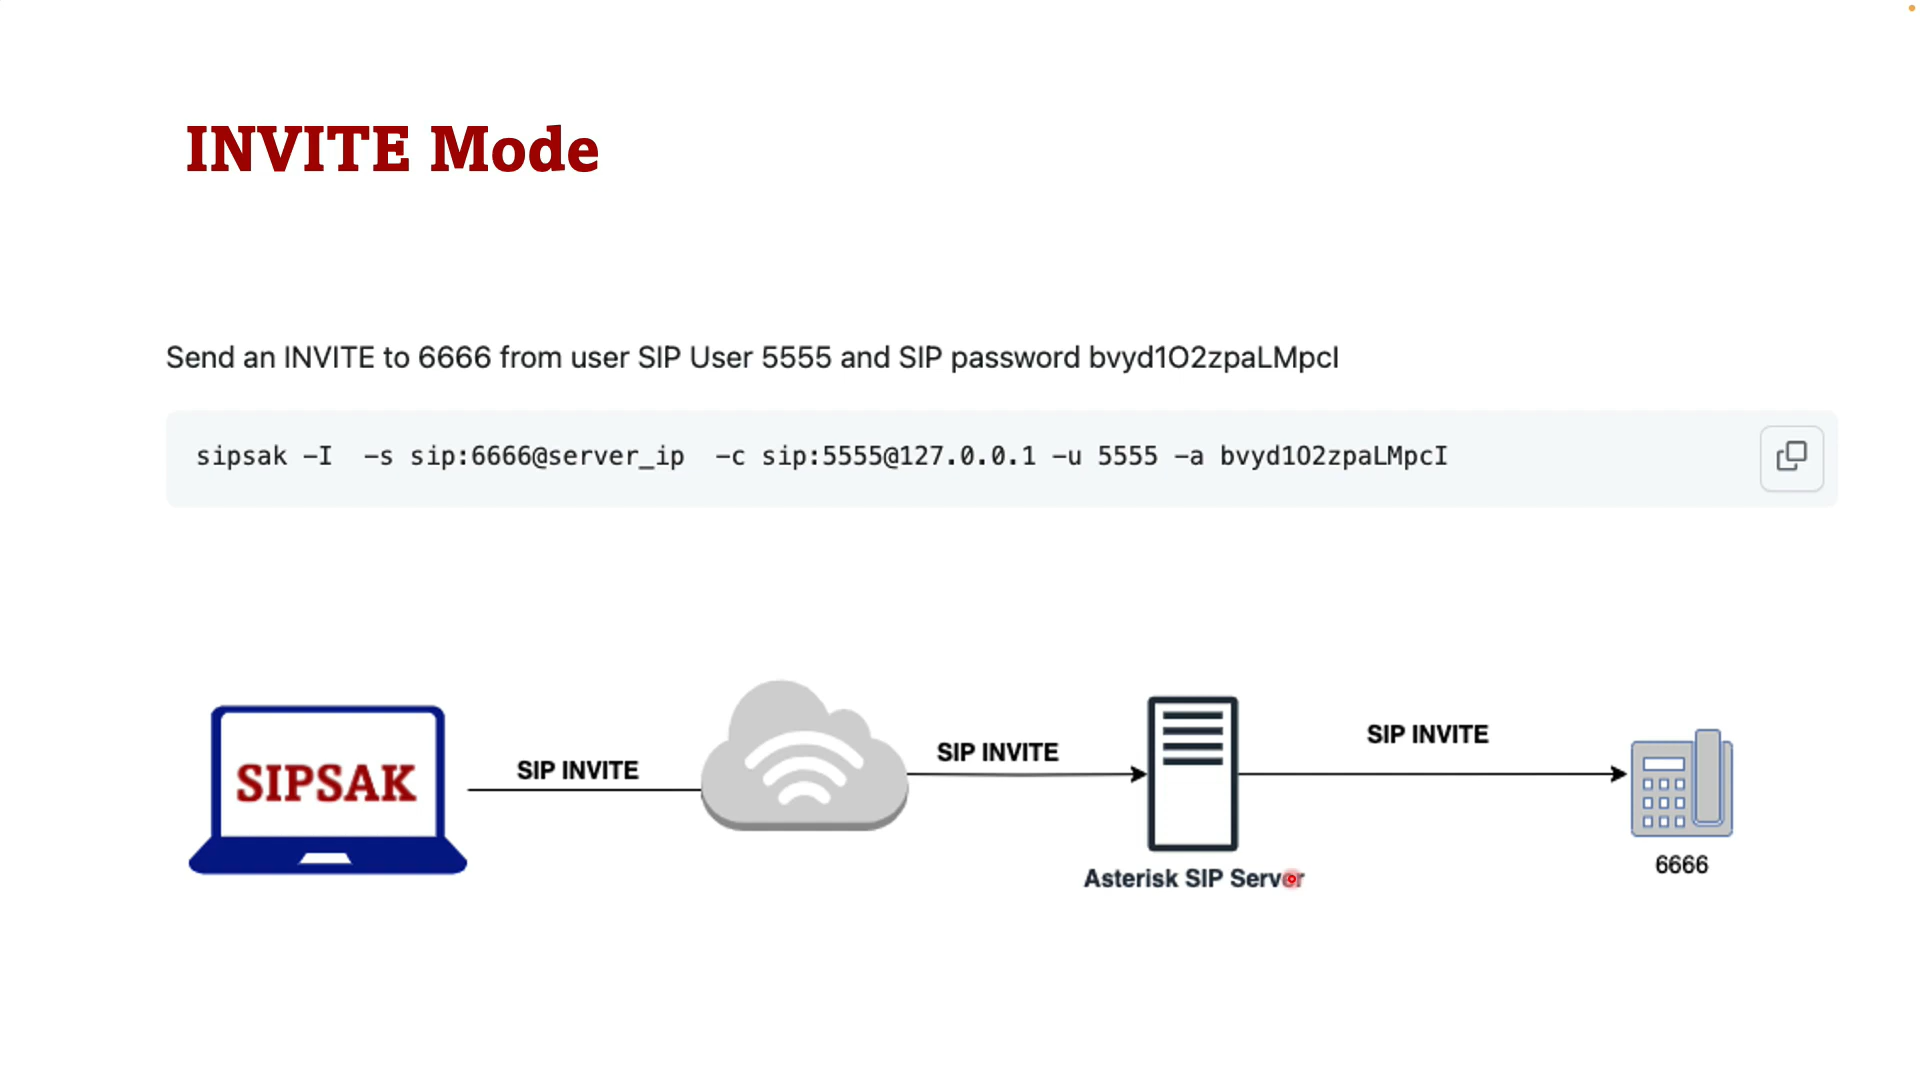 INVITE Mode
Send an INVITE to 6666 from user SIP User 5555 and SIP password bvyd1O2zpaLMpcI
sipsak -I  -s sip:6666@server_ip  -c sip:5555@127.0.0.1 -u 5555 -a bvyd1O2zpaLMpcI
SIPSAK
SIP INVITE
SIP INVITE
SIP INVITE
Asterisk SIP Server
6666